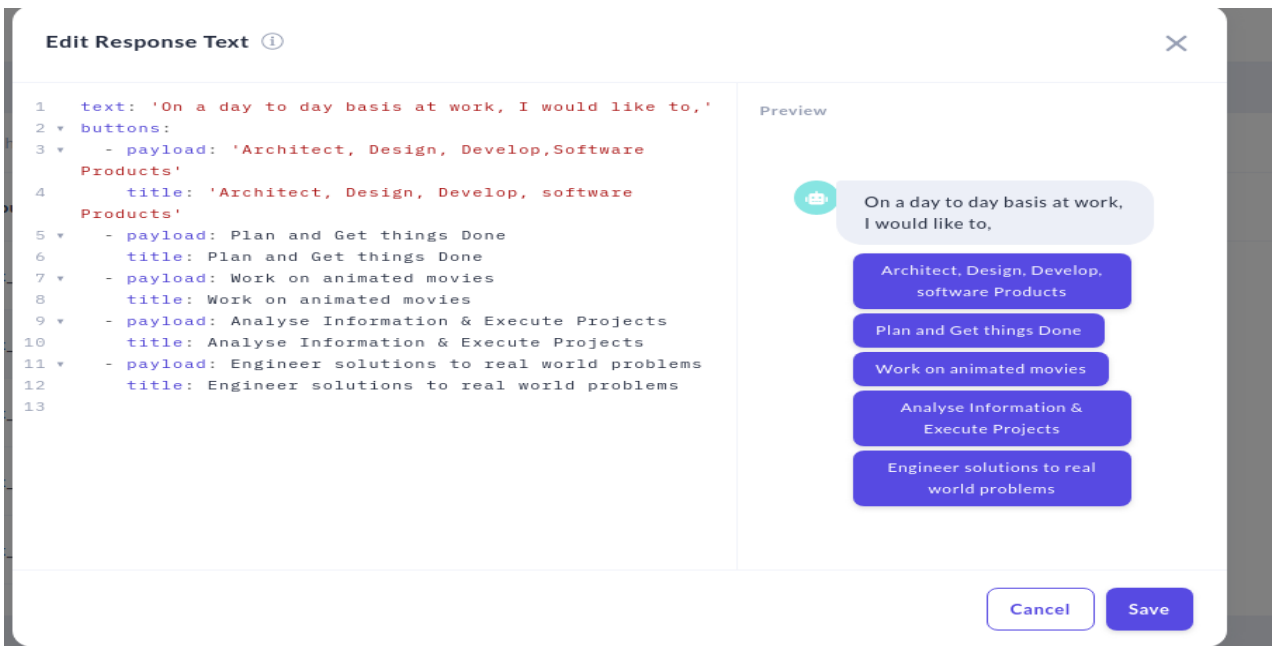 Edit Response Text
1 text: 'On a day to day basis at work, I would like to,'
2 buttons:
3 - payload: 'Architect, Design, Develop,Software
Products'
4 title: 'Architect, Design, Develop, software
Products'
5 - payload: Plan and Get things Done
6 title: Plan and Get things Done
7 - payload: Work on animated movies
8 title: Work on animated movies
9 - payload: Analyse Information & Execute Projects
10 title: Analyse Information & Execute Projects
11 - payload: Engineer solutions to real world problems
12 title: Engineer solutions to real world problems
13
Preview
On a day to day basis at work,
I would like to,
Architect, Design, Develop,
software Products
Plan and Get things Done
Work on animated movies
Analyse Information &
Execute Projects
Engineer solutions to real
world problems
Cancel
Save